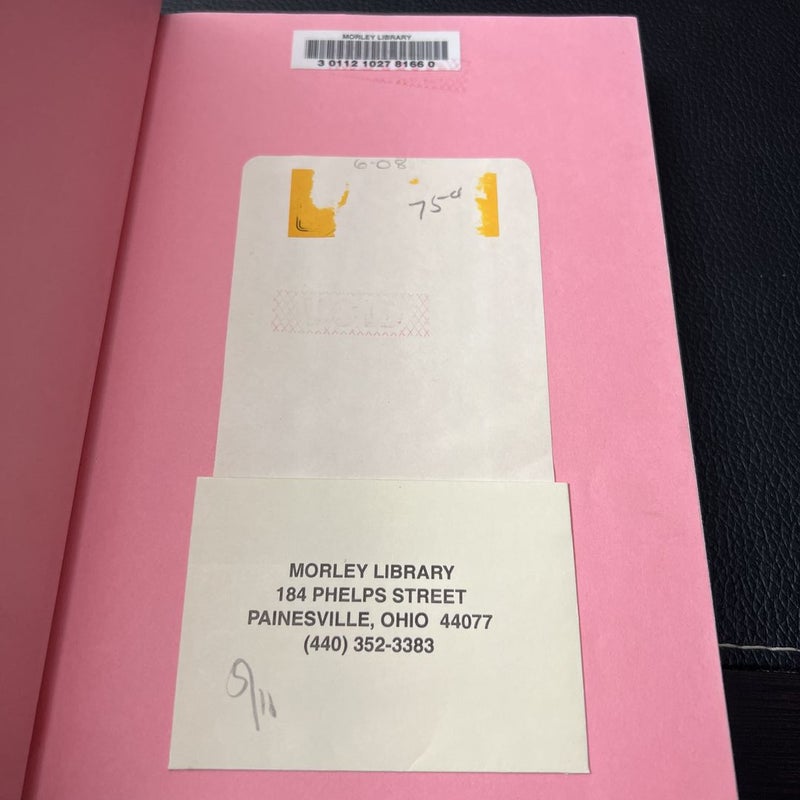 MORLEY LIBRARY
3 0112 1027 8166 0
6-08
75¢
MORLEY LIBRARY
184 PHELPS STREET
PAINESVILLE, OHIO 44077
(440) 352-3383